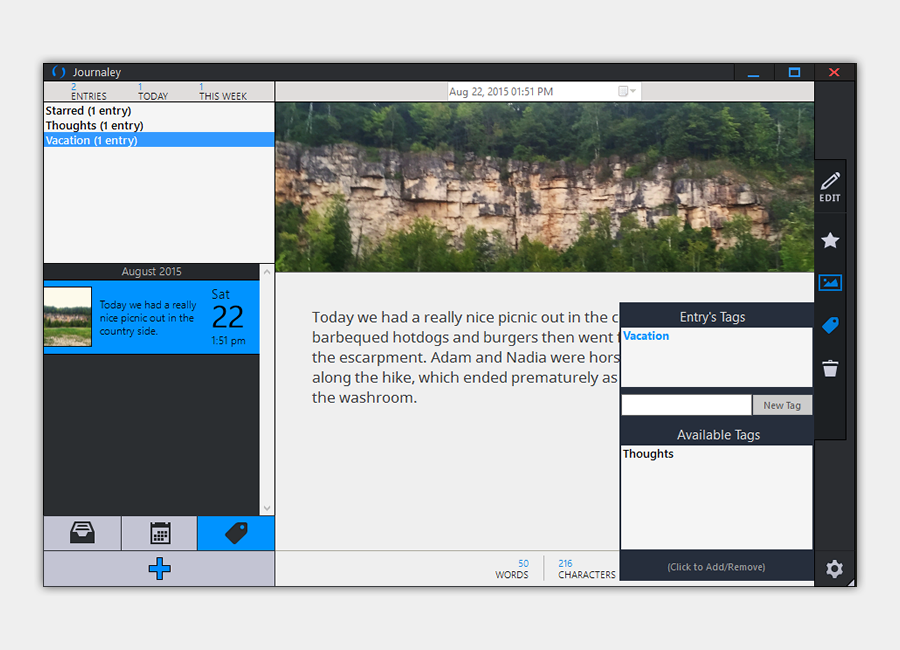 Journaley
2 1 1
ENTRIES TODAY THIS WEEK
Starred (1 entry)
Thoughts (1 entry)
Vacation (1 entry)
August 2015
Today we had a really
nice picnic out in the
country side.
Sat
22
1:51 pm
Aug 22, 2015 01:51 PM
Today we had a really nice picnic out in the c
barbequed hotdogs and burgers then went
the escarpment. Adam and Nadia were hors
along the hike, which ended prematurely as
the washroom.
50 216
WORDS CHARACTERS
Entry's Tags
Vacation
New Tag
Available Tags
Thoughts
(Click to Add/Remove)
EDIT